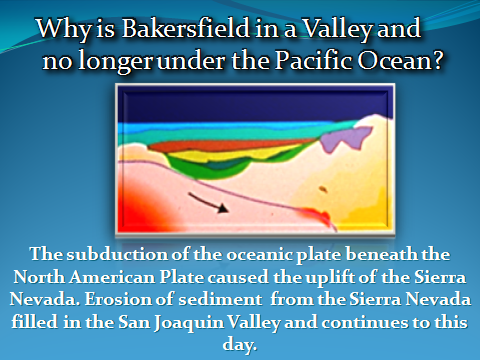 Why is Bakersfield in a Valley and
no longer under the Pacific Ocean?
The subduction of the oceanic plate beneath the
North American Plate caused the uplift of the Sierra
Nevada. Erosion of sediment from the Sierra Nevada
filled in the San Joaquin Valley and continues to this
day.